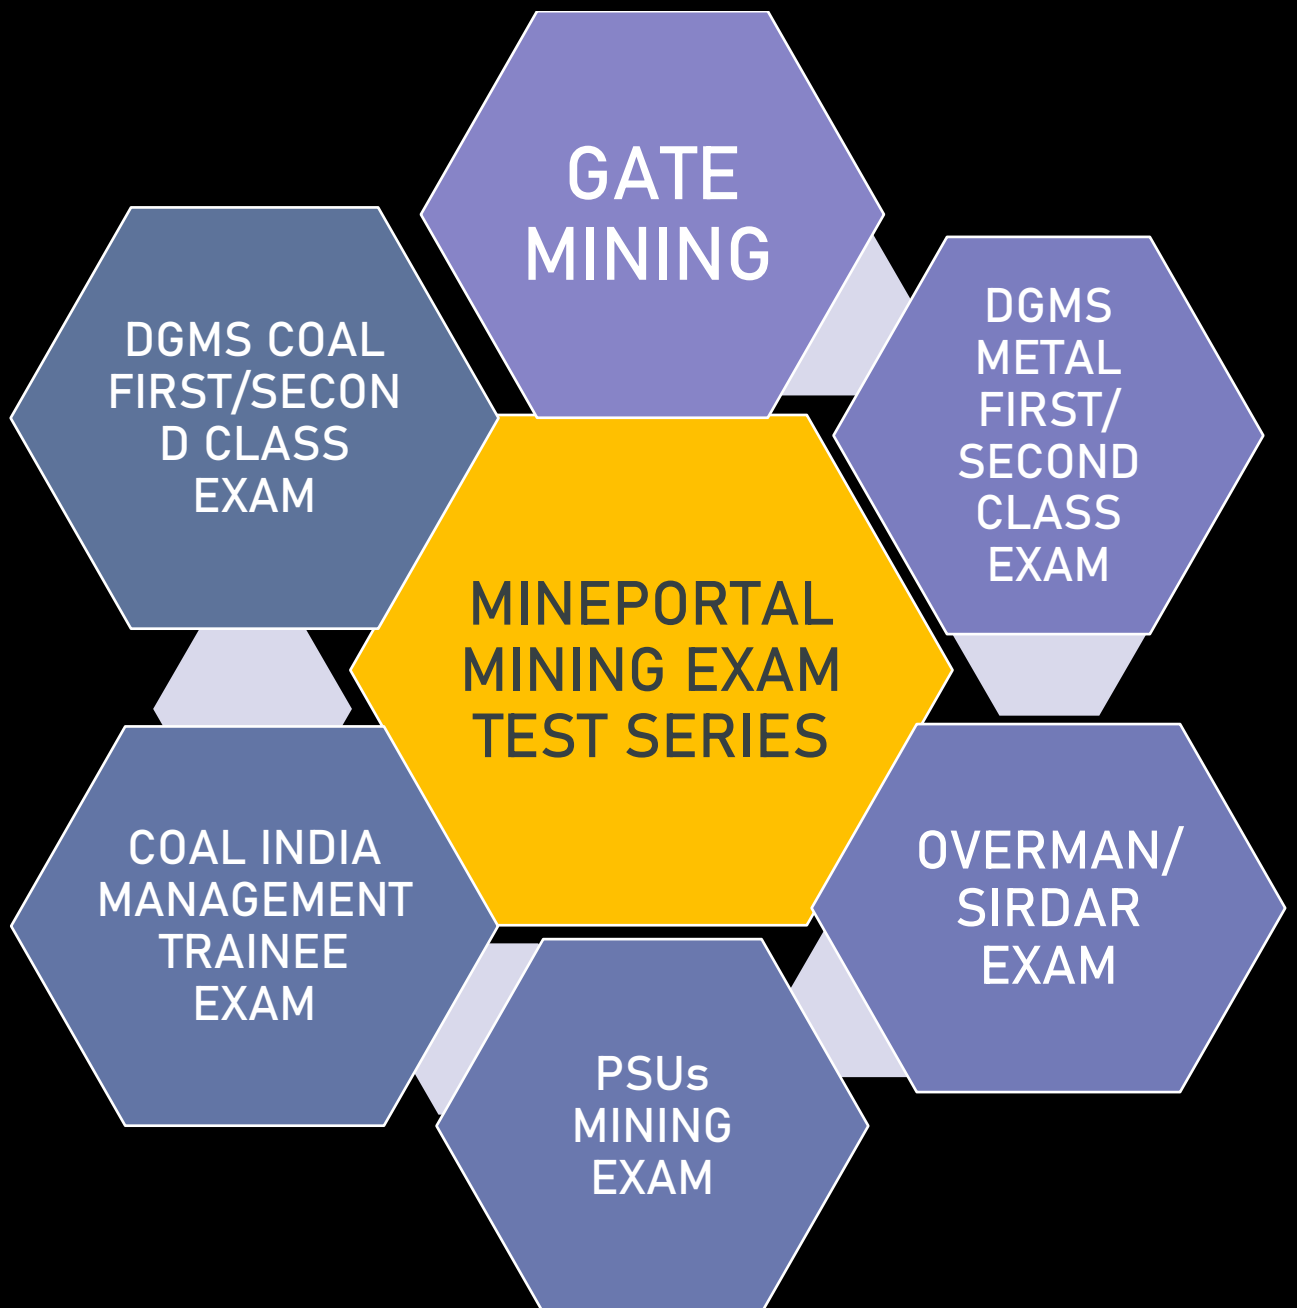 GATE
MINING
DGMS COAL
FIRST/SECON
D CLASS
EXAM
DGMS
METAL
FIRST/
SECOND
CLASS
EXAM
MINEPORTAL
MINING EXAM
TEST SERIES
COAL INDIA
MANAGEMENT
TRAINEE
EXAM
OVERMAN/
SIRDAR
EXAM
PSUs
MINING
EXAM